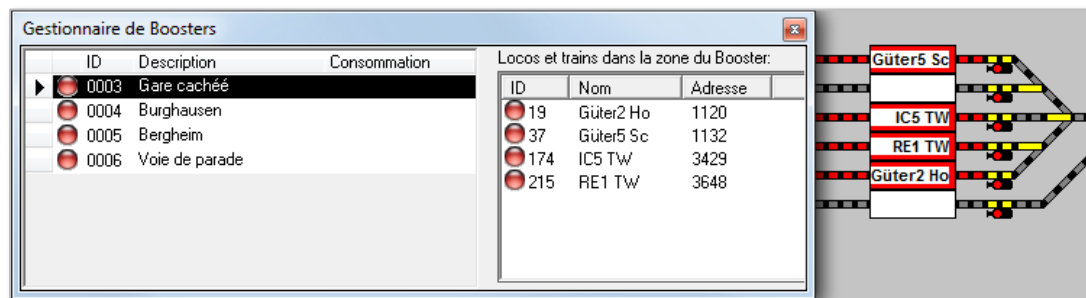 Gestionnaire de Boosters
ID Description Consommation
0003 Gare cachéé
0004 Burghausen
0005 Bergheim
0006 Voie de parade
Locos et trains dans la zone du Booster:
ID Nom Adresse
19 Güter2 Ho 1120
37 Güter5 Sc 1132
174 IC5 TW 3429
215 RE1 TW 3648
Güter5 Sc
IC5 TW
RE1 TW
Güter2 Ho